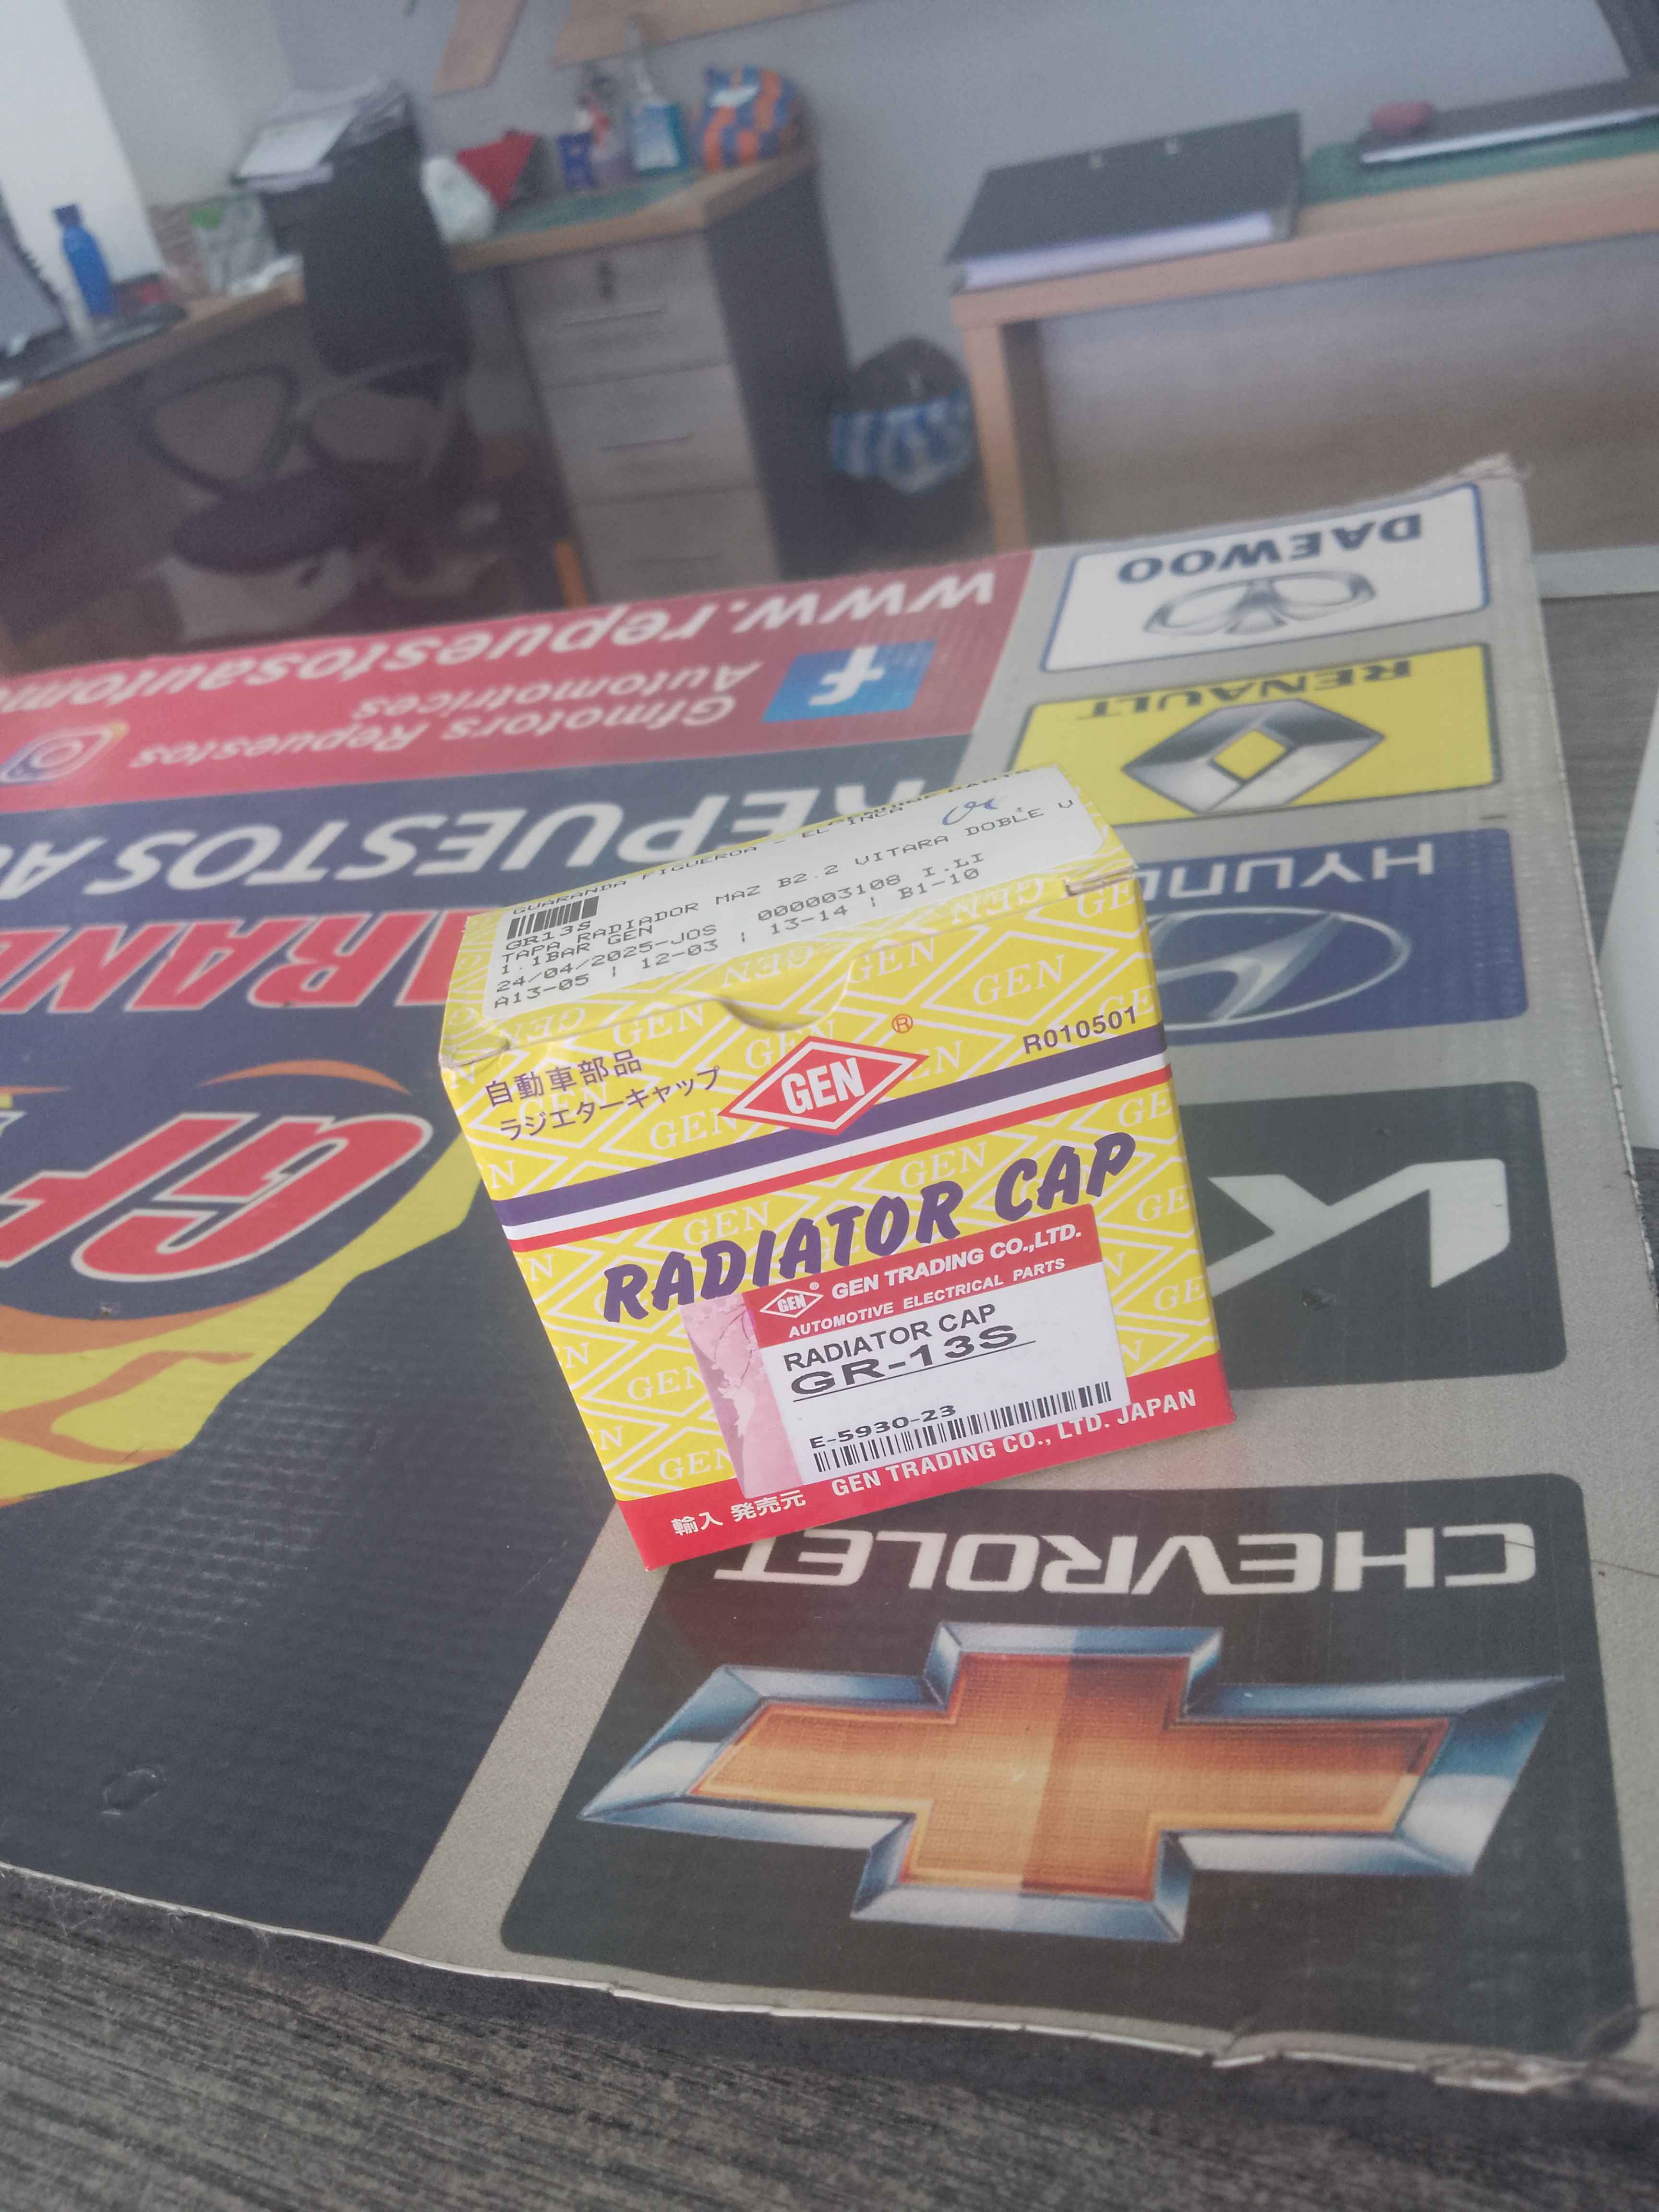 GUARANDA FIGUEROA - EL INCA
GR13S
TAPA RADIADOR MAZ B2.2 VITARA DOBLE V
1.1BAR GEN 000003108 I.LI
24/04/2025-JOS
A13-05 | 12-03 | 13-14 | B1-10
自動車部品
ラジエターキャップ
GEN
®
R010501
RADIATOR CAP
GEN ® GEN TRADING CO.,LTD.
AUTOMOTIVE ELECTRICAL PARTS
RADIATOR CAP
GR-13S
E-5930-23
輸入 発売元 GEN TRADING CO., LTD. JAPAN
www.repuestosautom
Gfmotors Repuestos
Automotrices
f
REPUESTOS AU
GF
DAEWOO
RENAULT
HYUND
CHEVROLET